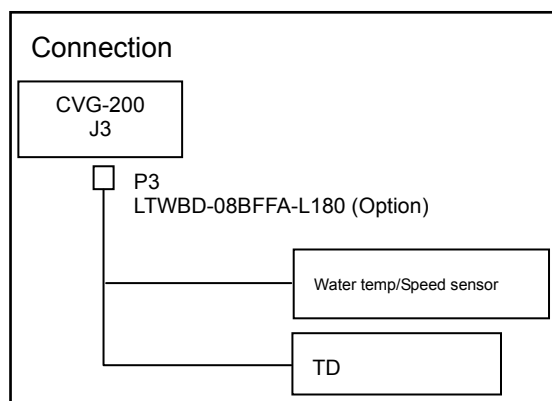 Connection
CVG-200
J3
P3
LTWBD-08BFFA-L180 (Option)
Water temp/Speed sensor
TD